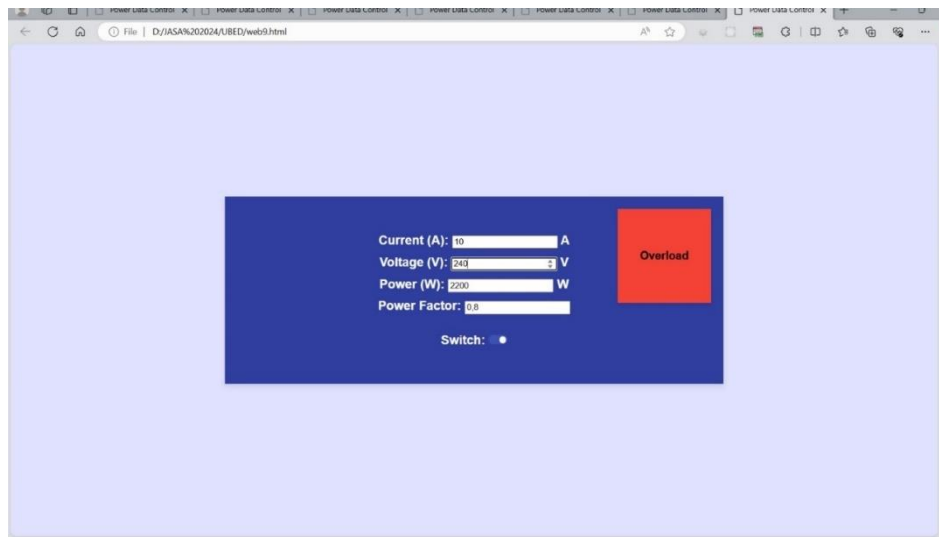 Power Data Control Power Data Control Power Data Control Power Data Control Power Data Control Power Data Control Power Data Control
File | D:/JASA%202024/UBED/web9.html
Current (A): 10 A
Overload
Voltage (V): 240 V
Power (W): 2200 W
Power Factor: 0,8
Switch: